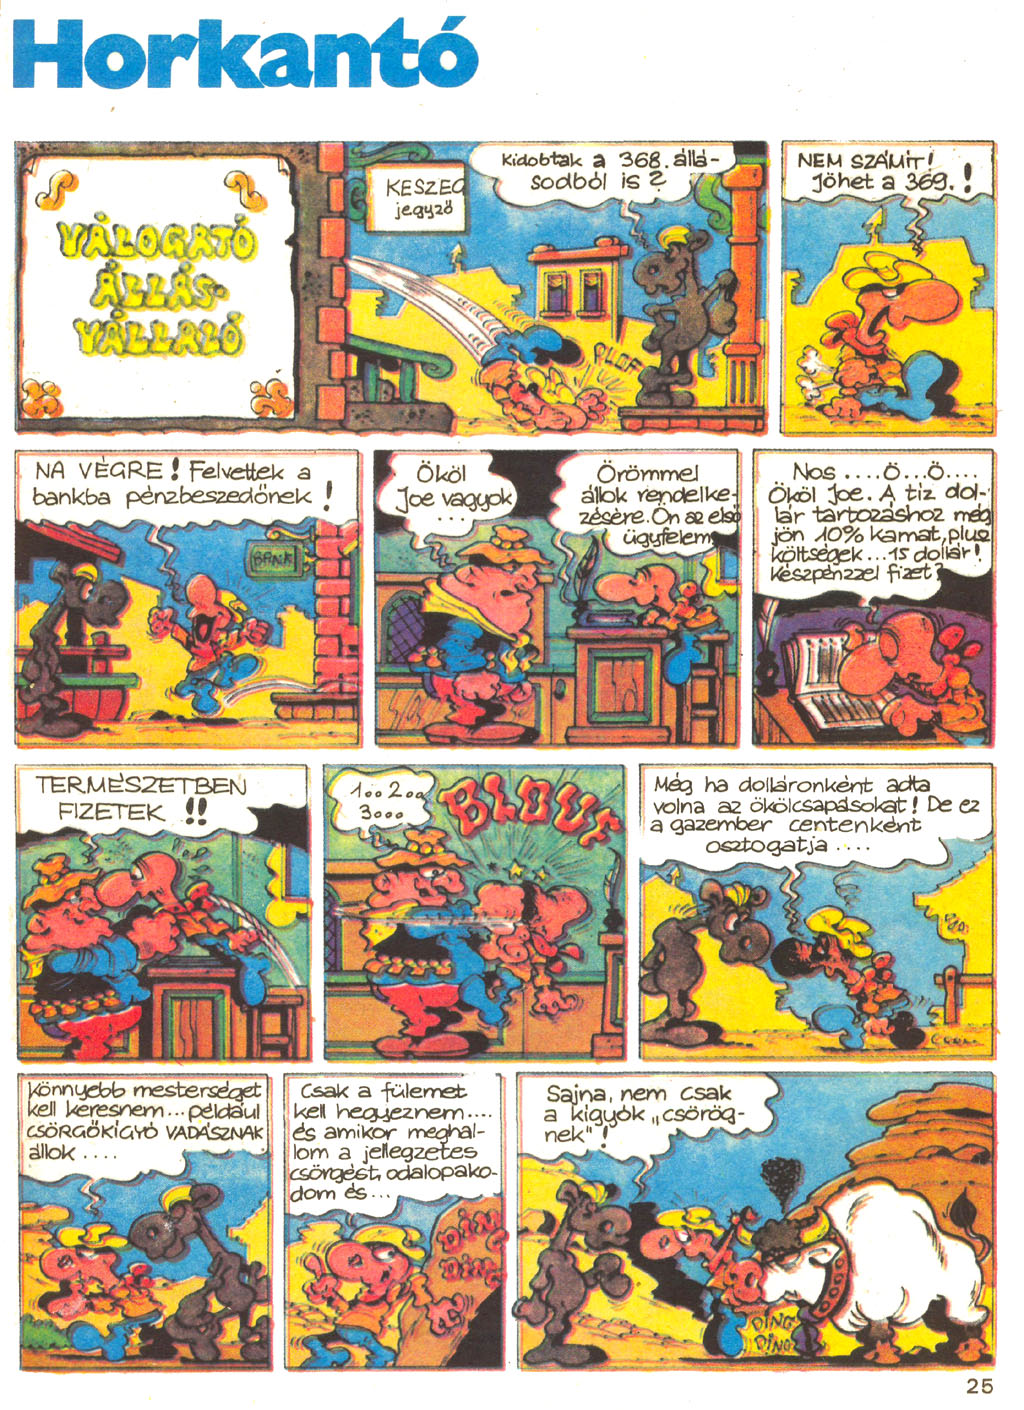 Horkantó
VÁLOGATÓ
ÁLLÁS-
VÁLLALÓ
KESZEG
jegyző
Kidobták a 368. állá-
sodból is ?
PLOF
NEM SZÁMÍT!
Jöhet a 369. !
NA VÉGRE! Felvettek a
bankba pénzbeszedőnek !
BANK
Ököl
Joe vagyok
...
Örömmel
állok rendelke-
zésére. Ön az első
ügyfelem
Nos ....Ö...Ö....
Ököl Joe. A tíz dol-
lár tartozáshoz még
jön 10% kamat, plusz
költségek...15 dollár!
Készpénzzel fizet?
TERMÉSZETBEN
FIZETEK !!
1.. 2..
3...
BLOUF
Még ha dolláronként adta
volna az ökölcsapásokat! De ez
a gazember centenként
osztogatja ....
Könnyebb mesterséget
kell keresnem... például
CSÖRGŐKÍGYÓ VADÁSZNAK
állok ....
Csak a fülemet
kell hegyeznem....
és amikor meghal-
lom a jellegzetes
csörgést, odalopako-
dom és ...
DING
DING
Sajna, nem csak
a kígyók „csörög-
nek"!
DING
DING
25